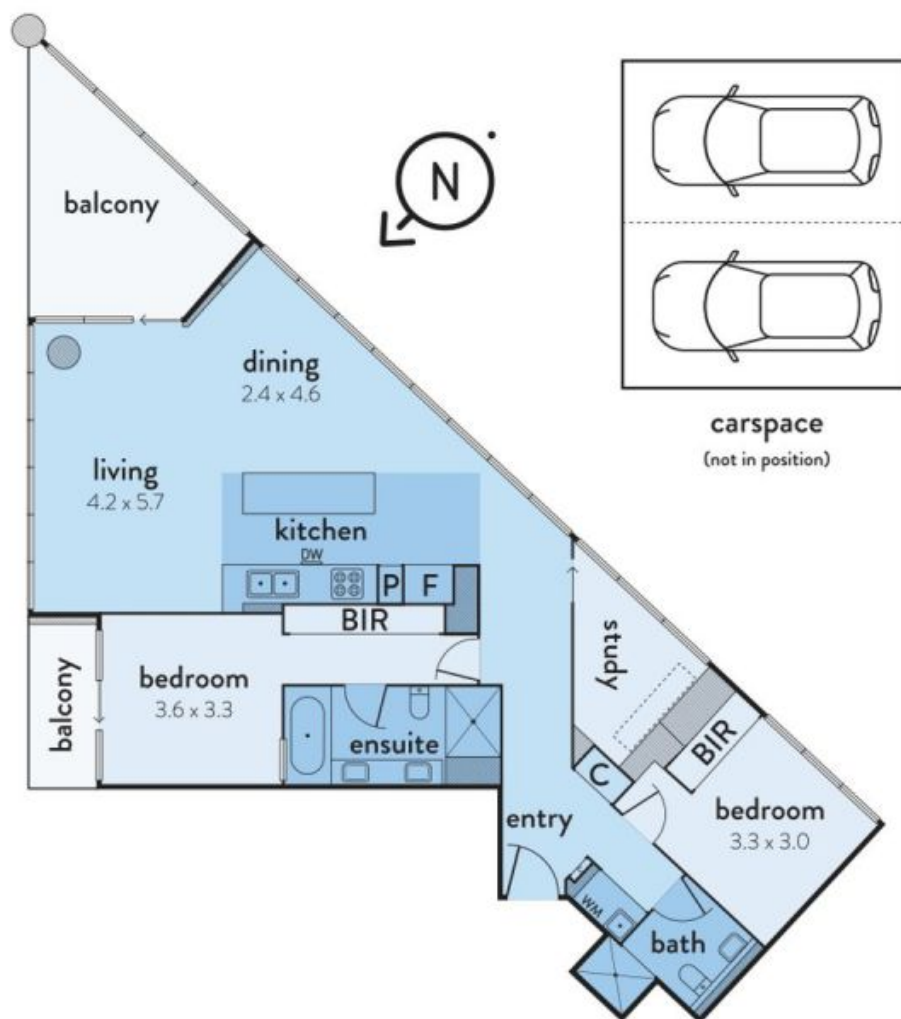 balcony
N
dining
2.4 x 4.6
living
4.2 x 5.7
kitchen
DW
P
F
BIR
bedroom
3.6 x 3.3
balcony
ensuite
study
BIR
C
bedroom
3.3 x 3.0
entry
WM
bath
carspace
(not in position)